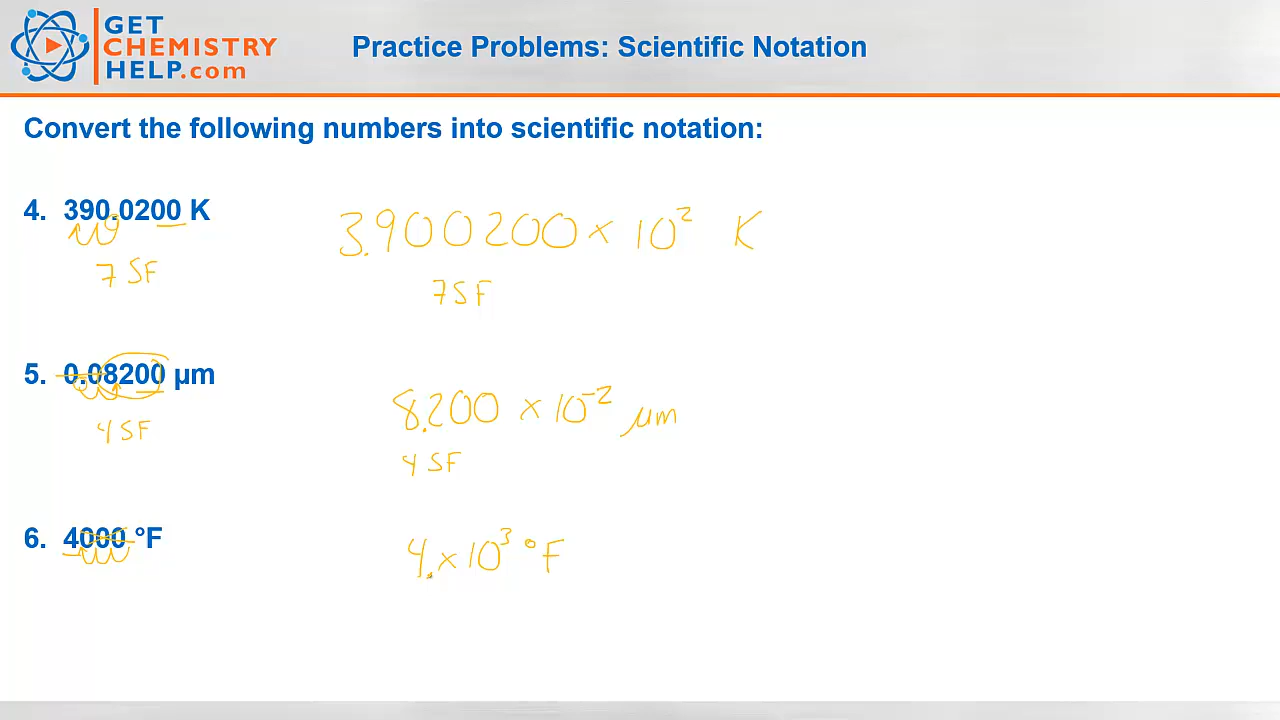 GET
CHEMISTRY
HELP.com
Practice Problems: Scientific Notation
Convert the following numbers into scientific notation:
4. 390.0200 K
3.900200 × 10² K
7 SF
7 SF
5. 0.08200 µm
8.200 × 10⁻² µm
4 SF
4 SF
6. 4000 °F
4. × 10³ °F